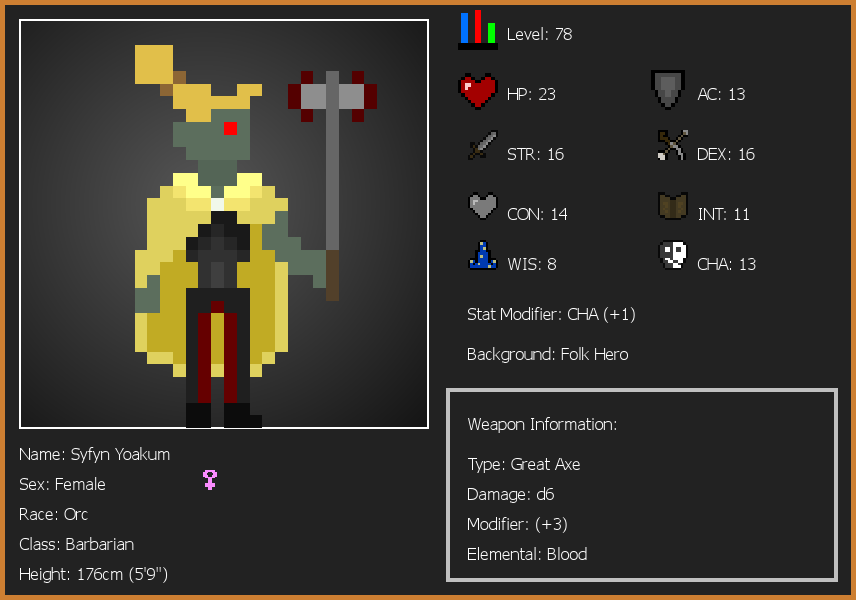 Level: 78
HP: 23
AC: 13
STR: 16
DEX: 16
CON: 14
INT: 11
WIS: 8
CHA: 13
Stat Modifier: CHA (+1)
Background: Folk Hero
Weapon Information:
Type: Great Axe
Damage: d6
Modifier: (+3)
Elemental: Blood
Name: Syfyn Yoakum
Sex: Female
Race: Orc
Class: Barbarian
Height: 176cm (5'9")